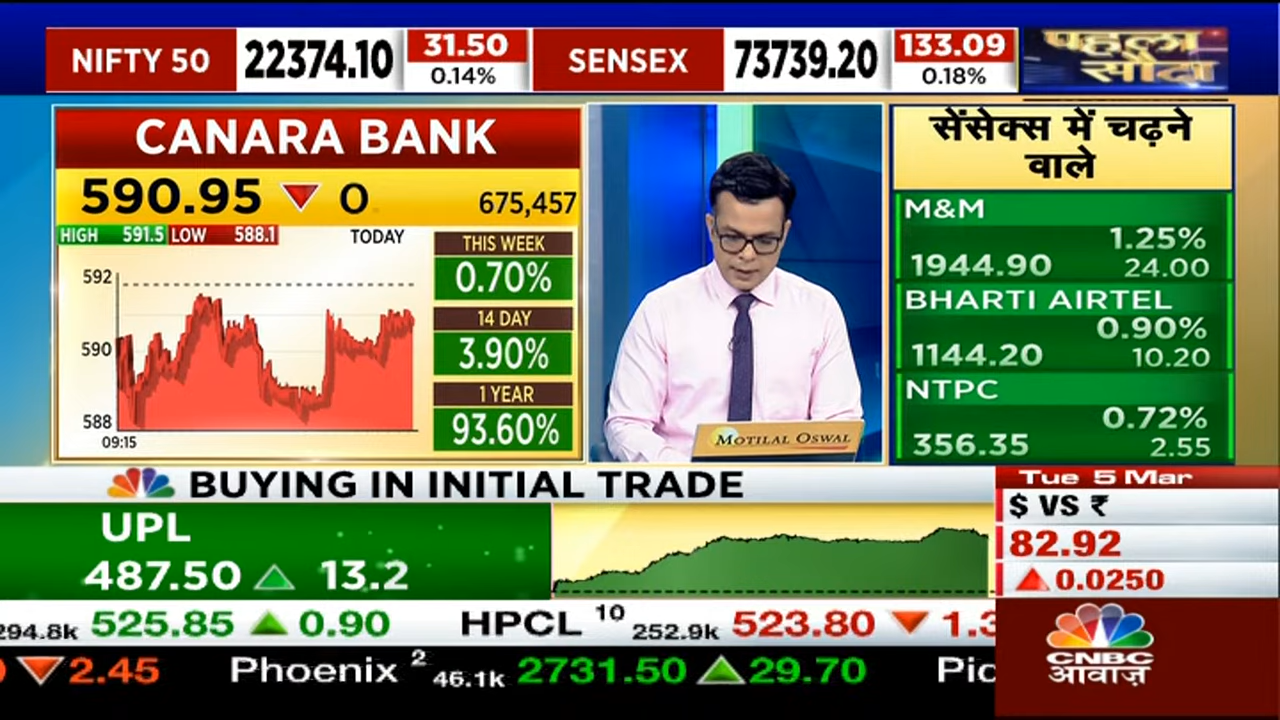 NIFTY 50 22374.10 31.50 0.14% SENSEX 73739.20 133.09 0.18% पहला सौदा
CANARA BANK
590.95 ▼ 0 675,457
HIGH 591.5 LOW 588.1 TODAY
592
590
588
09:15
THIS WEEK
0.70%
14 DAY
3.90%
1 YEAR
93.60%
MOTILAL OSWAL
सेंसेक्स में चढ़ने
वाले
M&M
1.25%
1944.90 24.00
BHARTI AIRTEL
0.90%
1144.20 10.20
NTPC
0.72%
356.35 2.55
BUYING IN INITIAL TRADE
UPL
487.50 ▲ 13.2
Tue 5 Mar
$ VS ₹
82.92
▲ 0.0250
294.8k 525.85 ▲ 0.90 HPCL 10 252.9k 523.80 ▼ 1.3
▼ 2.45 Phoenix 2 46.1k 2731.50 ▲ 29.70 Pic
CNBC
आवाज़